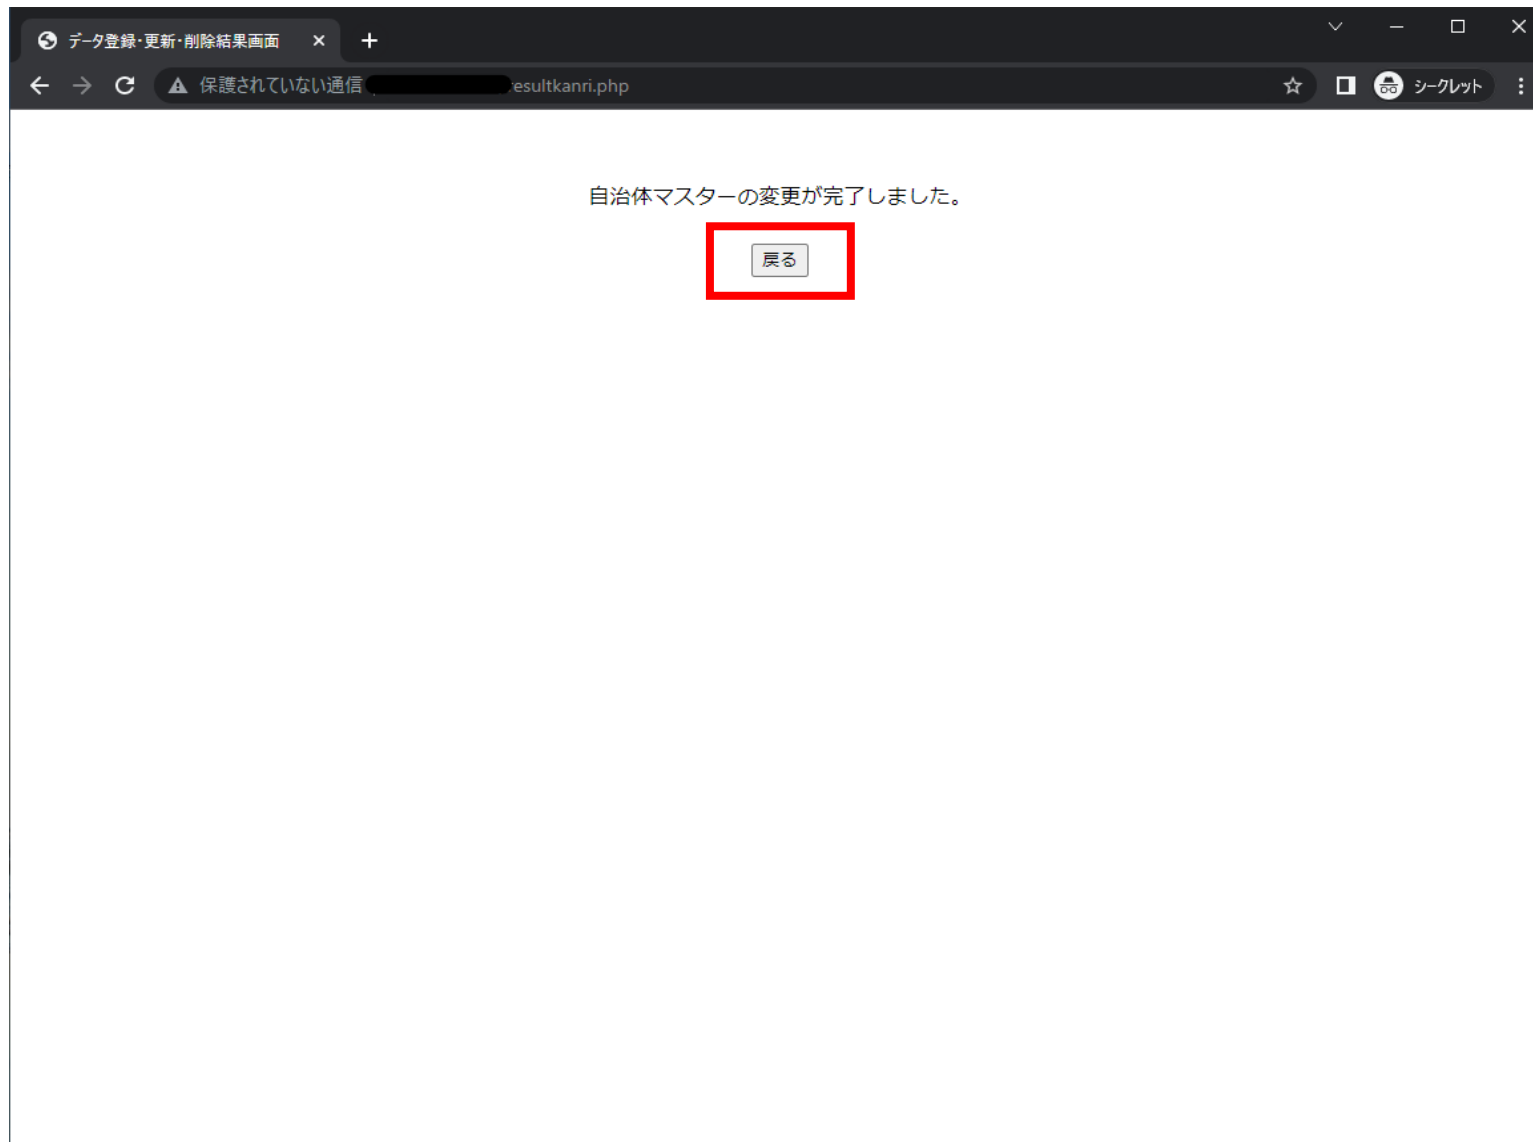 データ登録・更新・削除結果画面
保護されていない通信 esultkanri.php シークレット
自治体マスターの変更が完了しました。
戻る